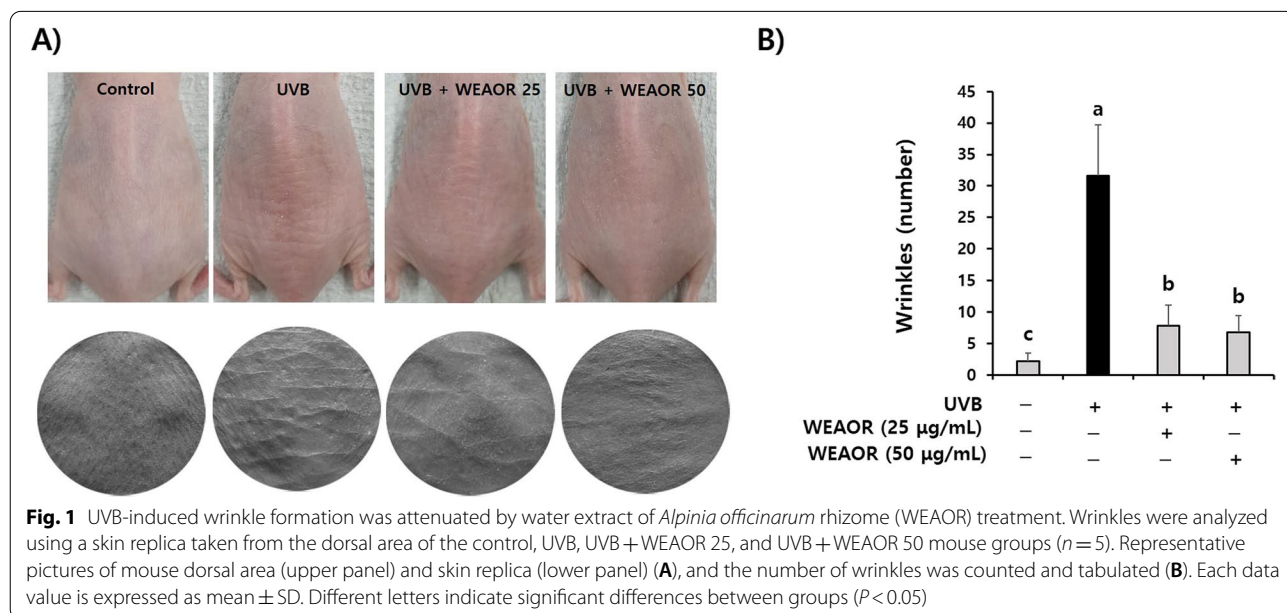 A)
Control UVB UVB + WEAOR 25 UVB + WEAOR 50
B)
Wrinkles (number)
45
40
35
30
25
20
15
10
5
0
c a b b
UVB − + + +
WEAOR (25 μg/mL) − − + −
WEAOR (50 μg/mL) − − − +
Fig. 1 UVB-induced wrinkle formation was attenuated by water extract of Alpinia officinarum rhizome (WEAOR) treatment. Wrinkles were analyzed
using a skin replica taken from the dorsal area of the control, UVB, UVB + WEAOR 25, and UVB + WEAOR 50 mouse groups (n = 5). Representative
pictures of mouse dorsal area (upper panel) and skin replica (lower panel) (A), and the number of wrinkles was counted and tabulated (B). Each data
value is expressed as mean ± SD. Different letters indicate significant differences between groups (P < 0.05)